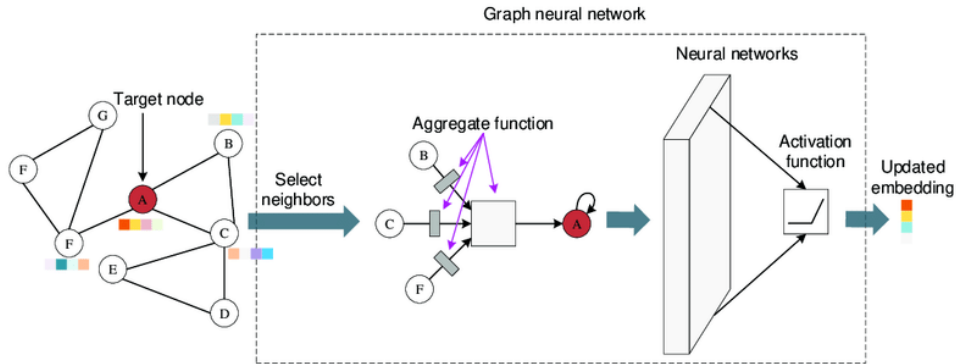 Graph neural network
Neural networks
Target node
G
B
F
A
F
C
E
D
Select
neighbors
Aggregate function
B
C
F
A
Activation
function
Updated
embedding